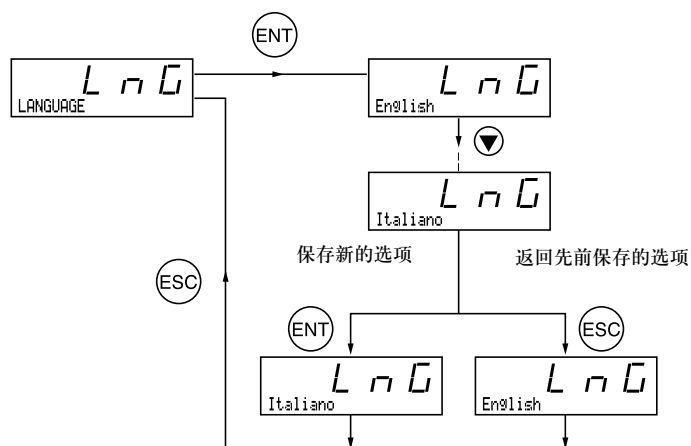 ENT
LnG
LANGUAGE
LnG
English
LnG
Italiano
保存新的选项
返回先前保存的选项
ESC
ENT
ESC
LnG
Italiano
LnG
English